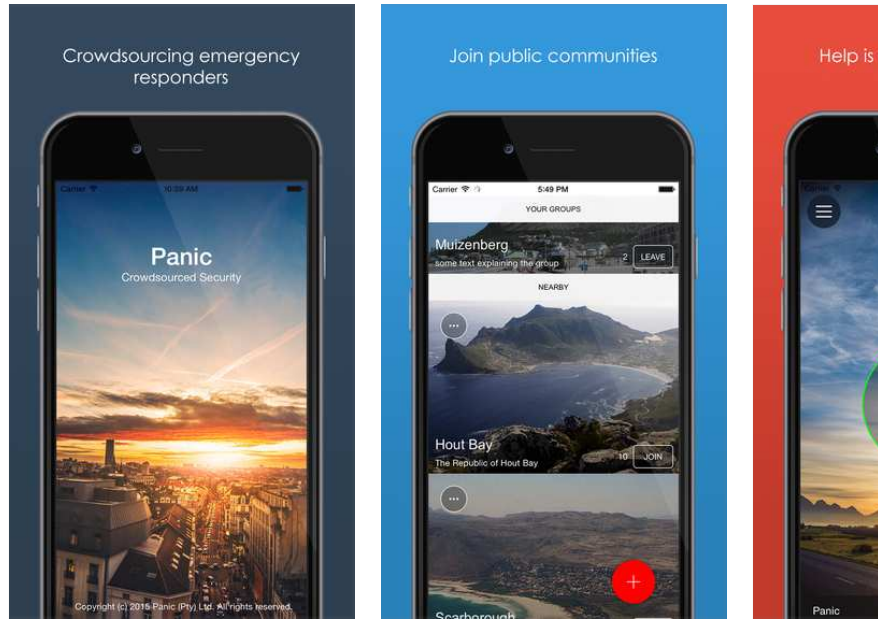 Crowdsourcing emergency
responders
Carrier
10:39 AM
Panic
Crowdsourced Security
Copyright (c) 2015 Panic (Pty) Ltd. All rights reserved.
Join public communities
Carrier
5:49 PM
YOUR GROUPS
Muizenberg
some text explaining the group
2
LEAVE
NEARBY
Hout Bay
The Republic of Hout Bay
10
JOIN
Scarborough
Help is
Carrier
Panic